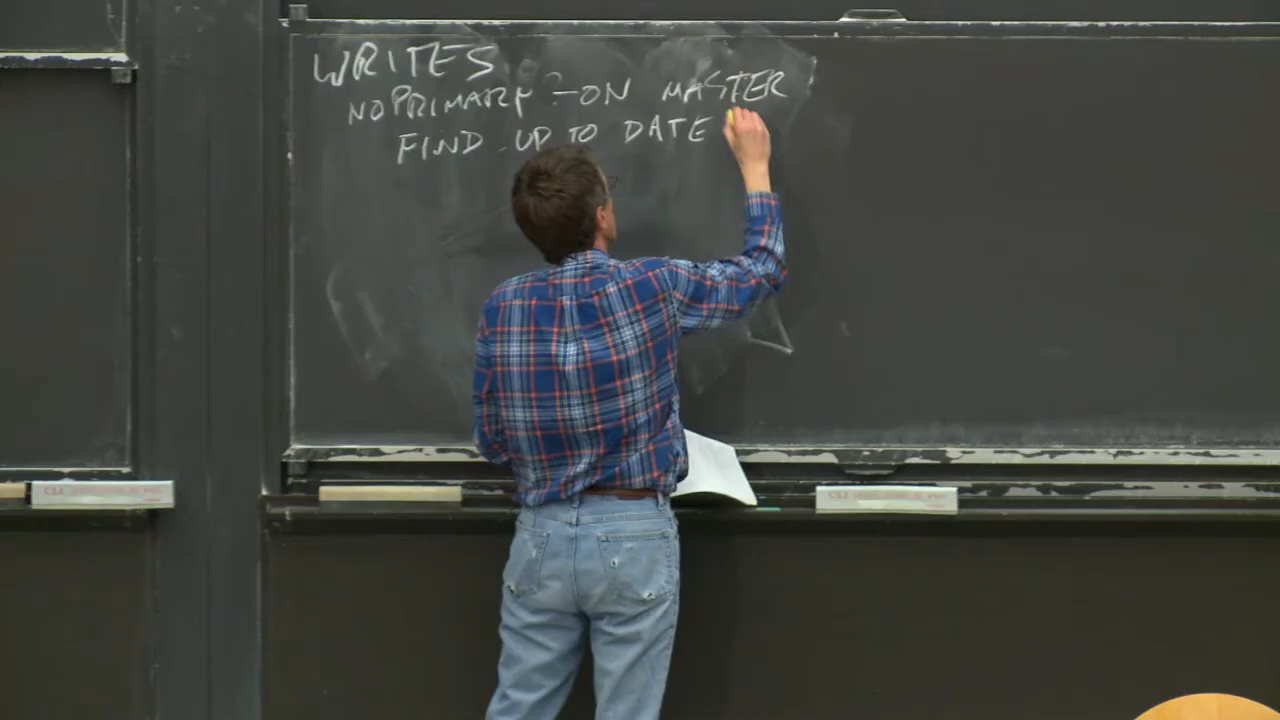 WRITES
NO PRIMARY - ON MASTER
FIND UP TO DATE